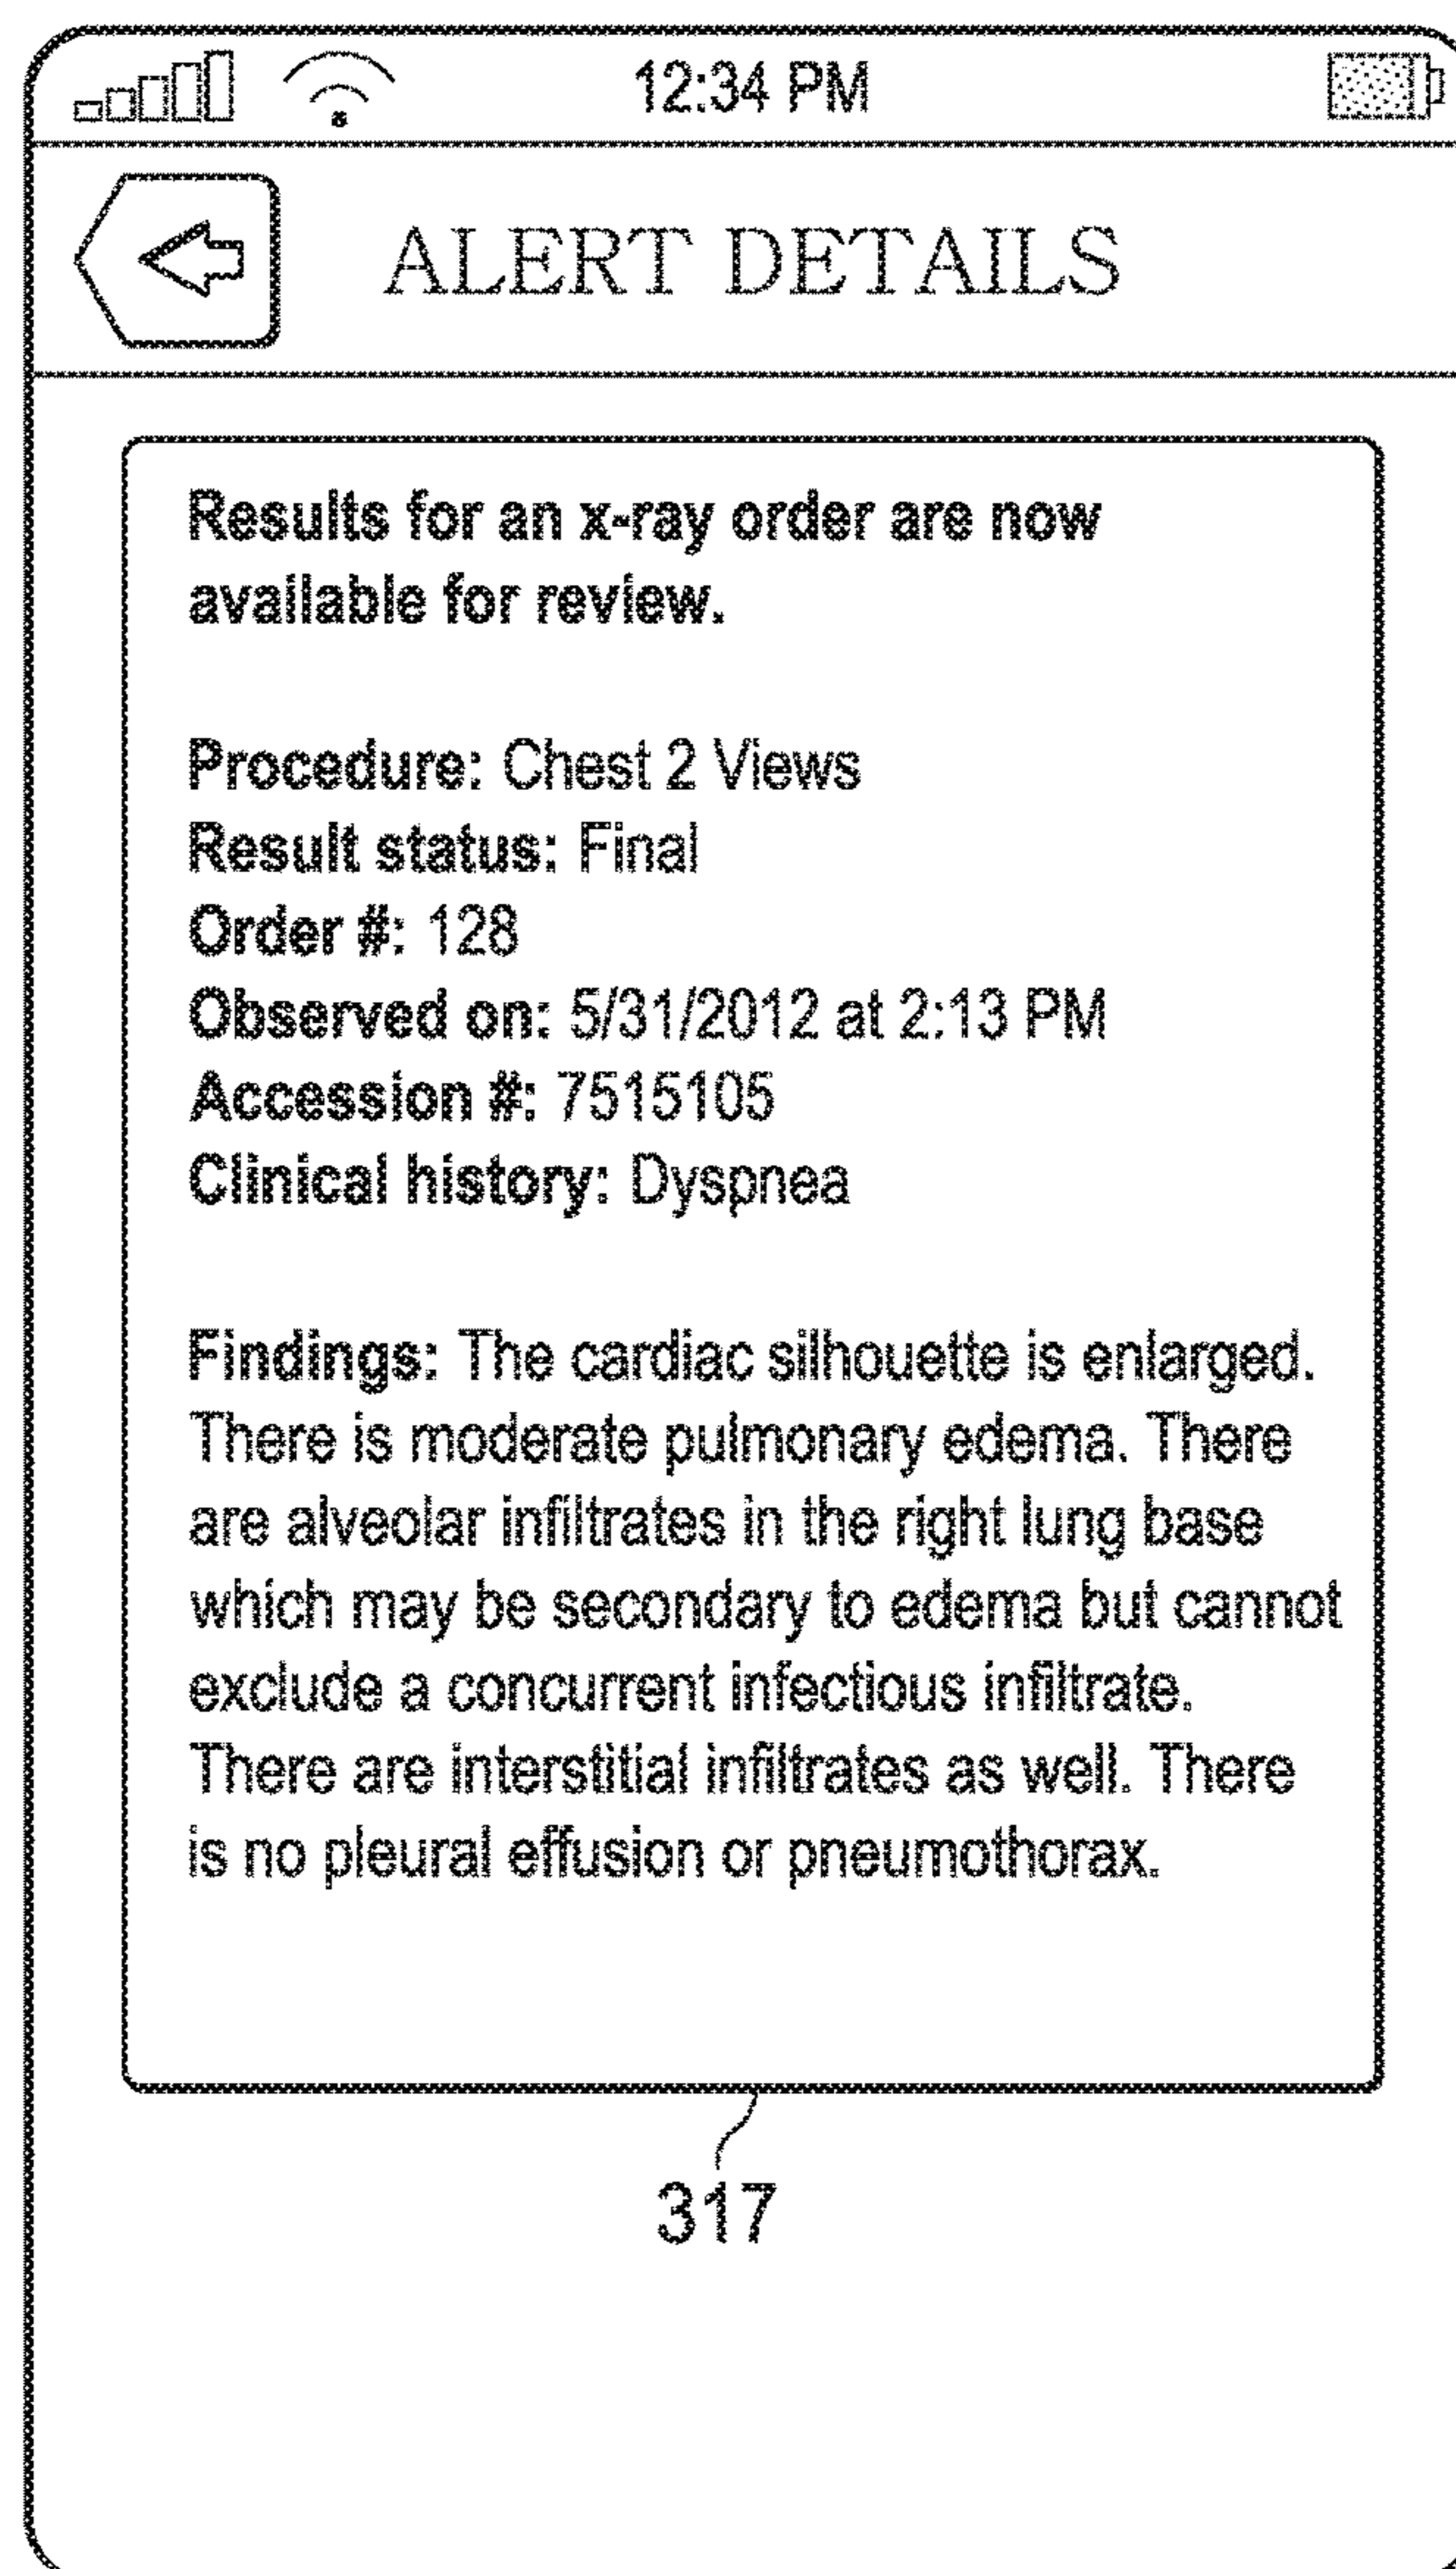 12:34 PM
ALERT DETAILS
Results for an x-ray order are now
available for review.
Procedure: Chest 2 Views
Result status: Final
Order #: 128
Observed on: 5/31/2012 at 2:13 PM
Accession #: 7515105
Clinical history: Dyspnea
Findings: The cardiac silhouette is enlarged.
There is moderate pulmonary edema. There
are alveolar infiltrates in the right lung base
which may be secondary to edema but cannot
exclude a concurrent infectious infiltrate.
There are interstitial infiltrates as well. There
is no pleural effusion or pneumothorax.
317